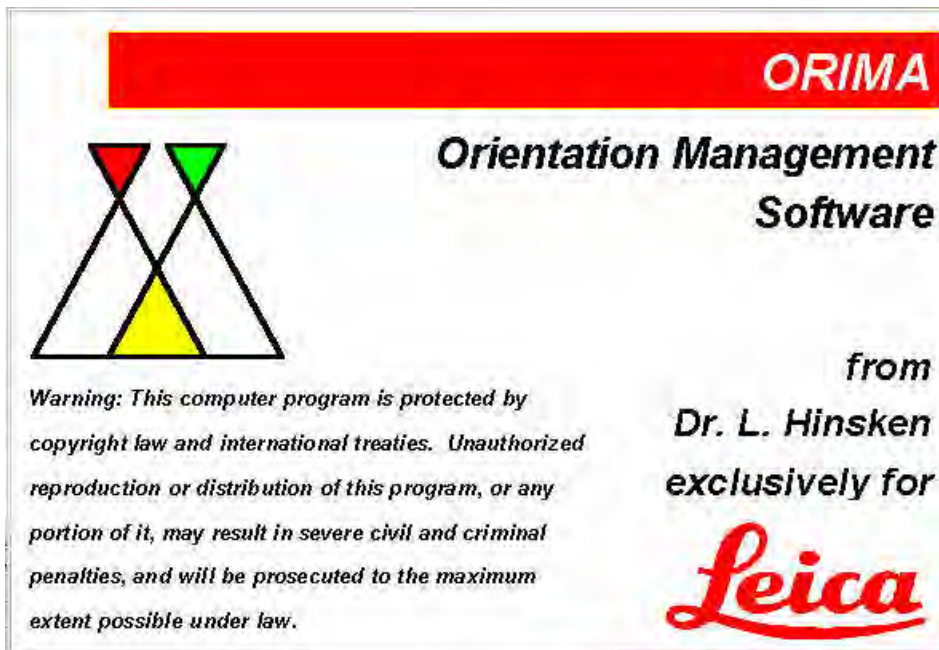 ORIMA
Orientation Management
Software
from
Dr. L. Hinsken
exclusively for
Leica
Warning: This computer program is protected by
copyright law and international treaties.  Unauthorized
reproduction or distribution of this program, or any
portion of it, may result in severe civil and criminal
penalties, and will be prosecuted to the maximum
extent possible under law.